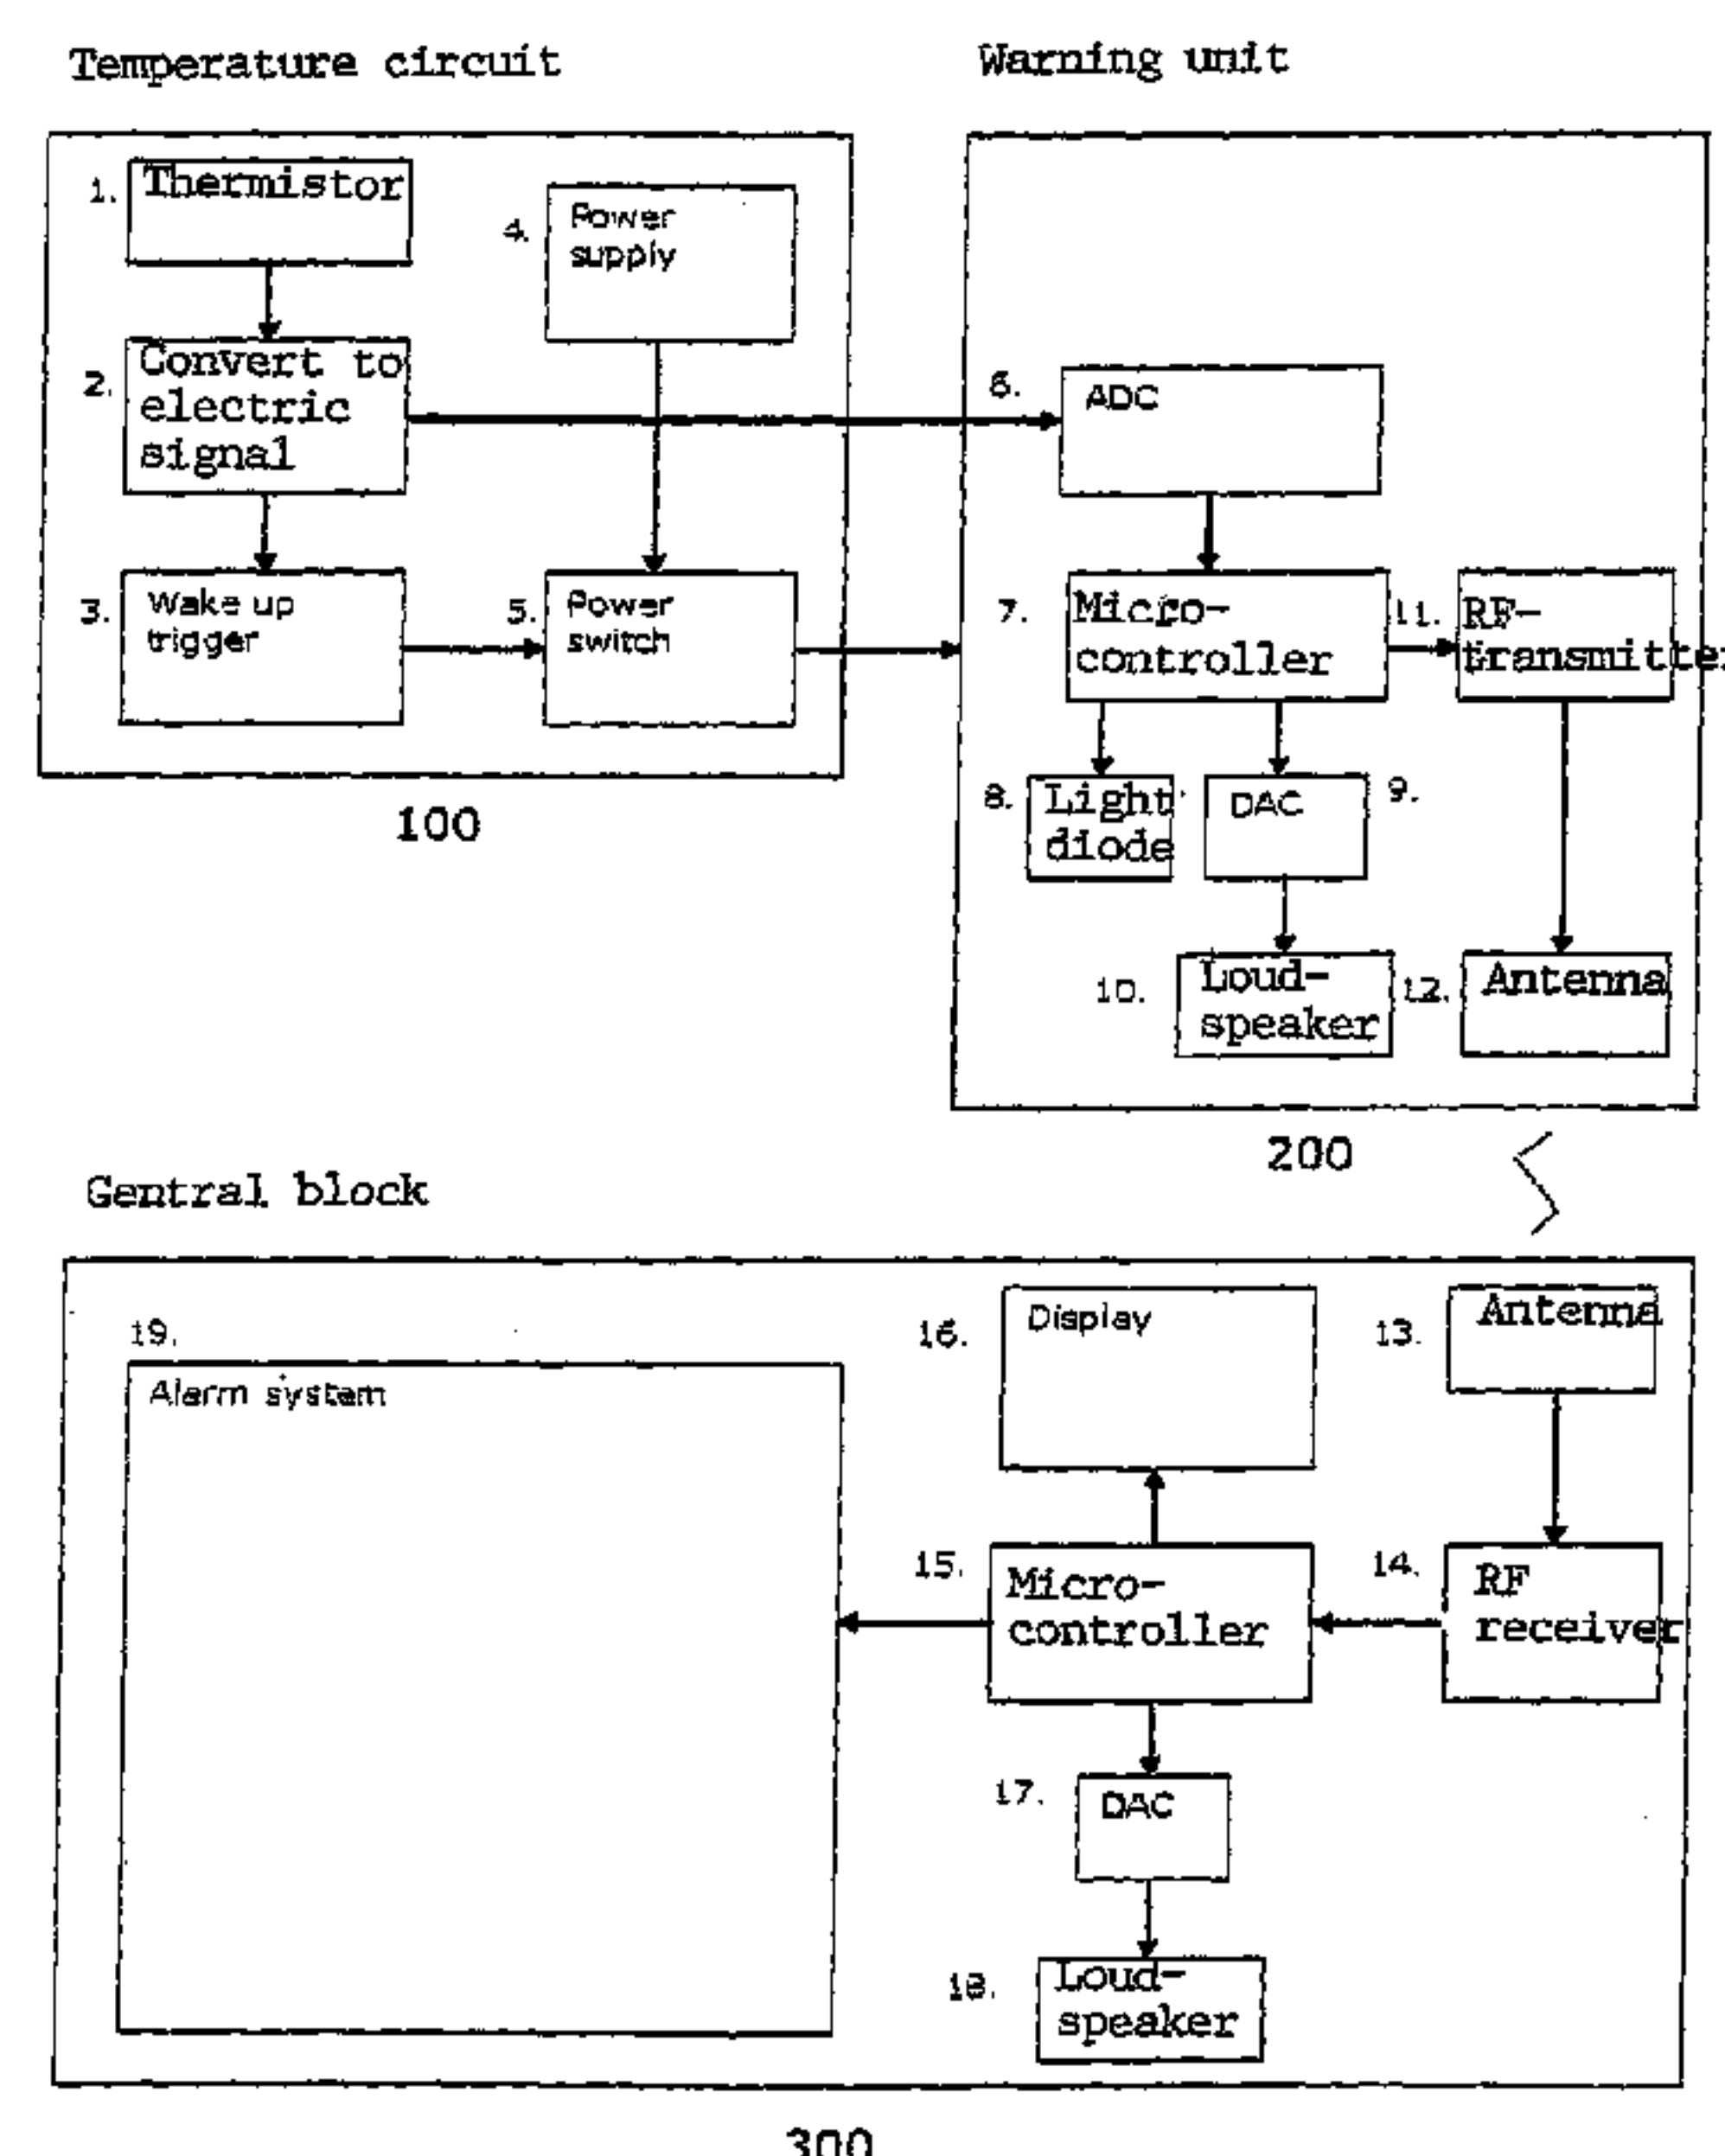 Temperature circuit
Warning unit
1.
Thermistor
4.
Power
supply
2.
Convert to
electric
signal
6.
ADC
3.
Wake up
trigger
5.
Power
switch
7.
Micro-
controller
11.
RF-
transmitter
8.
Light
diode
DAC
9.
100
10.
Loud-
speaker
12.
Antenna
200
Gentral block
19.
Alarm system
16.
Display
13.
Antenna
15.
Micro-
controller
14.
RF
receiver
17.
DAC
18.
Loud-
speaker
300